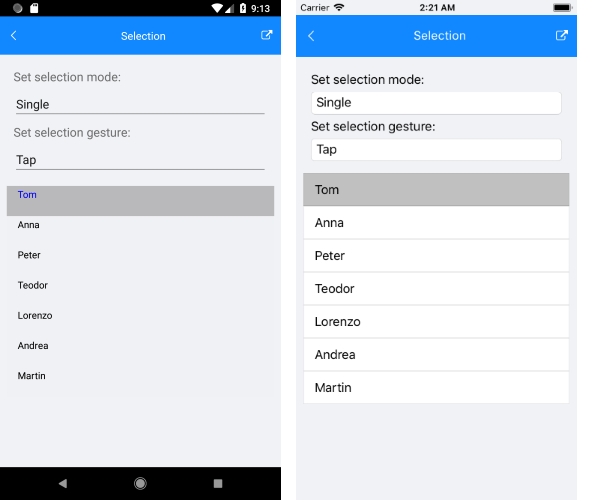 9:13
Selection
Set selection mode:
Single
Set selection gesture:
Tap
Tom
Anna
Peter
Teodor
Lorenzo
Andrea
Martin
Carrier 2:21 AM
Selection
Set selection mode:
Single
Set selection gesture:
Tap
Tom
Anna
Peter
Teodor
Lorenzo
Andrea
Martin